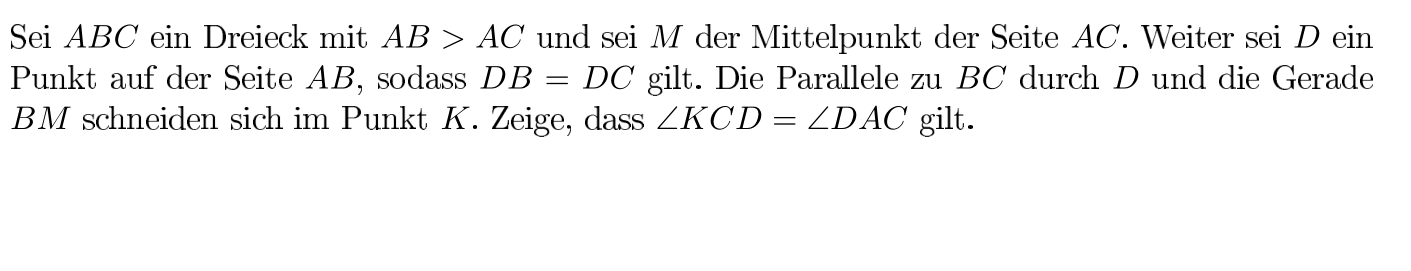 Sei ABC ein Dreieck mit AB > AC und sei M der Mittelpunkt der Seite AC. Weiter sei D ein
Punkt auf der Seite AB, sodass DB = DC gilt. Die Parallele zu BC durch D und die Gerade
BM schneiden sich im Punkt K. Zeige, dass ∠KCD = ∠DAC gilt.